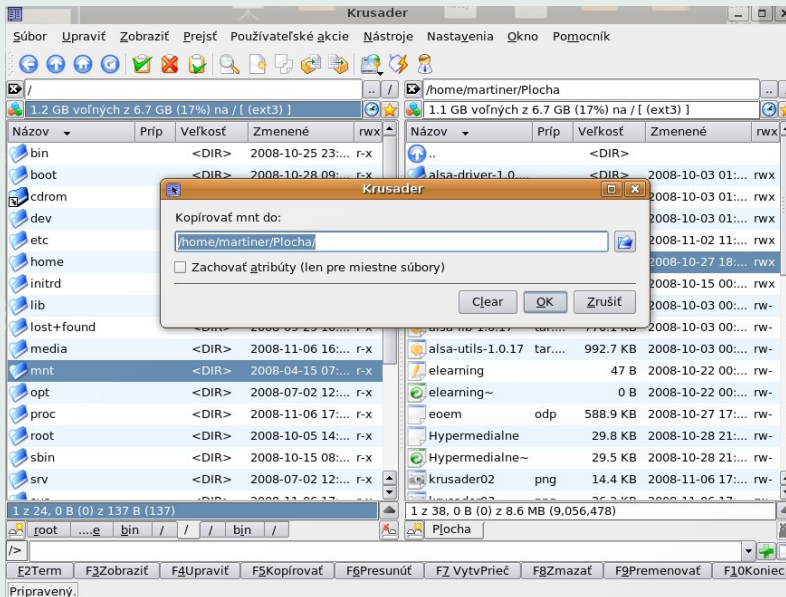 Krusader
Súbor Upraviť Zobraziť Prejsť Používateľské akcie Nástroje Nastavenia Okno Pomocník
/ .. / /home/martiner/Plocha ..
1.2 GB voľných z 6.7 GB (17%) na / [ (ext3) ] 1.1 GB voľných z 6.7 GB (17%) na / [ (ext3) ]
Názov Príp Veľkosť Zmenené rwx Názov Príp Veľkosť Zmenené rwx
bin <DIR> 2008-10-25 23:... r-x .. <DIR>
boot <DIR> 2008-10-28 09:... r-x alsa-driver-1.0.... <DIR> 2008-10-03 01:... rwx
cdrom 2008-10-03 01:... rwx
dev 2008-10-03 01:... rwx
etc 2008-11-02 11:... rwx
home 2008-10-27 18:... rwx
initrd 2008-10-15 00:... rwx
lib 2008-10-03 00:... rw-
Krusader
Kopírovať mnt do:
/home/martiner/Plocha/
Zachovať atribúty (len pre miestne súbory)
Clear OK Zrušiť
lost+found 2008-10-03 00:... rw-
media <DIR> 2008-11-06 16:... r-x alsa-utils-1.0.17 tar.... 992.7 KB 2008-10-03 00:... rw-
mnt <DIR> 2008-04-15 07:... r-x elearning 47 B 2008-10-22 00:... rw-
opt <DIR> 2008-07-02 12:... r-x elearning~ 0 B 2008-10-22 00:... rw-
proc <DIR> 2008-11-06 17:... r-x eoem odp 588.9 KB 2008-10-27 17:... rw-
root <DIR> 2008-10-05 14:... r-x Hypermedialne 29.8 KB 2008-10-28 21:... rw-
sbin <DIR> 2008-10-15 08:... r-x Hypermedialne~ 29.5 KB 2008-10-28 21:... rw-
srv <DIR> 2008-07-02 12:... r-x krusader02 png 14.4 KB 2008-11-06 17:... rw-
1 z 24, 0 B (0) z 137 B (137) 1 z 38, 0 B (0) z 8.6 MB (9,056,478)
root ....e bin / / / bin / Plocha
/>
F2Term F3Zobraziť F4Upraviť F5Kopírovať F6Presunúť F7 VytvPrieč F8Zmazať F9Premenovať F10Koniec
Pripravený.